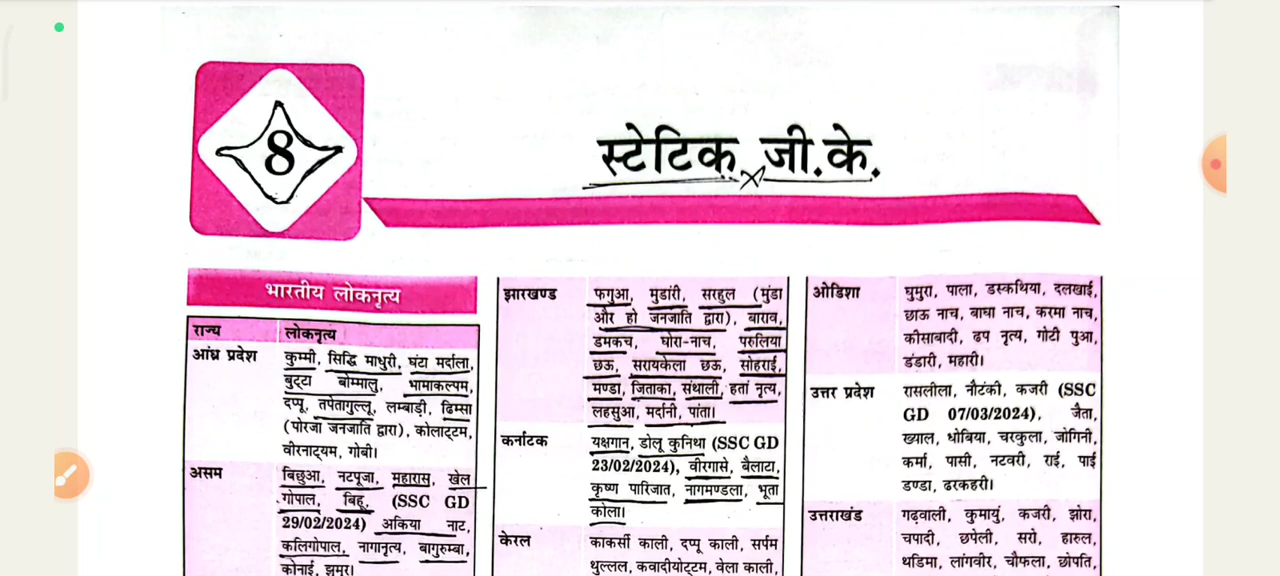 8
स्टेटिक जी.के.
भारतीय लोकनृत्य
राज्य लोकनृत्य
आंध्र प्रदेश कुम्मी, सिद्धि माधुरी, घंटा मर्दाला,
बुट्टा बोम्मालु, भामाकल्पम,
दप्पू, तपेतागुल्लू, लम्बाड़ी, ढिम्सा
(पोरजा जनजाति द्वारा), कोलाट्टम,
वीरनाट्यम, गोबी।
असम बिछुआ, नटपूजा, महारास, खेल
गोपाल, बिहू, (SSC GD
29/02/2024) अकिया नाट,
कलिगोपाल, नागानृत्य, बागुरुम्बा,
कोनाई, झुमर।
झारखण्ड फगुआ, मुडांरी, सरहुल (मुंडा
और हो जनजाति द्वारा), बाराव,
डमकच, घोरा-नाच, परुलिया
छऊ, सरायकेला छऊ, सोहराई,
मण्डा, जिताका, संथाली, हतां नृत्य,
लहसुआ, मर्दानी, पांता।
कर्नाटक यक्षगान, डोलू कुनिथा (SSC GD
23/02/2024), वीरगासे, बैलाटा,
कृष्ण पारिजात, नागमण्डला, भूता
कोला।
केरल काकर्सी काली, दप्पू काली, सर्पम
थुल्लल, कवादीयोट्टम, वेला काली,
ओडिशा घुमुरा, पाला, डस्कथिया, दलखाई,
छाऊ नाच, बाघा नाच, करमा नाच,
कीसाबादी, ढप नृत्य, गोटी पुआ,
डंडारी, महारी।
उत्तर प्रदेश रासलीला, नौटंकी, कजरी (SSC
GD 07/03/2024), जैता,
ख्याल, धोबिया, चरकुला, जोगिनी,
कर्मा, पासी, नटवरी, राई, पाई
डण्डा, ढरकहरी।
उत्तराखंड गढ़वाली, कुमायुं, कजरी, झोरा,
चपादी, छपेली, सरो, हारुल,
थडिमा, लांगवीर, चौफला, छोपति,